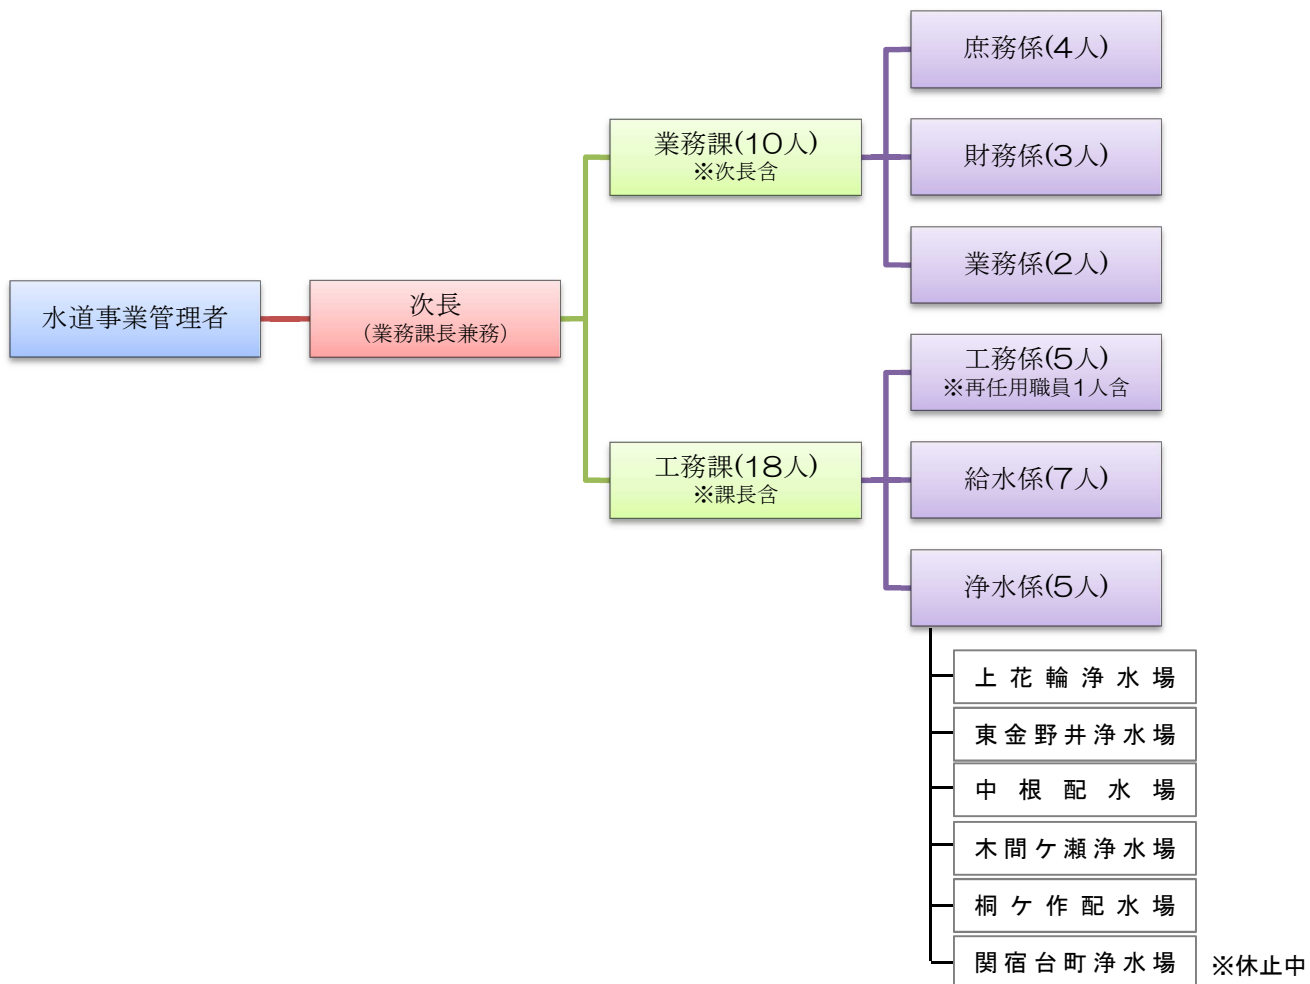 水道事業管理者
次長
(業務課長兼務)
業務課(10人)
※次長含
庶務係(4人)
財務係(3人)
業務係(2人)
工務課(18人)
※課長含
工務係(5人)
※再任用職員1人含
給水係(7人)
浄水係(5人)
上花輪浄水場
東金野井浄水場
中根配水場
木間ケ瀬浄水場
桐ケ作配水場
関宿台町浄水場 ※休止中